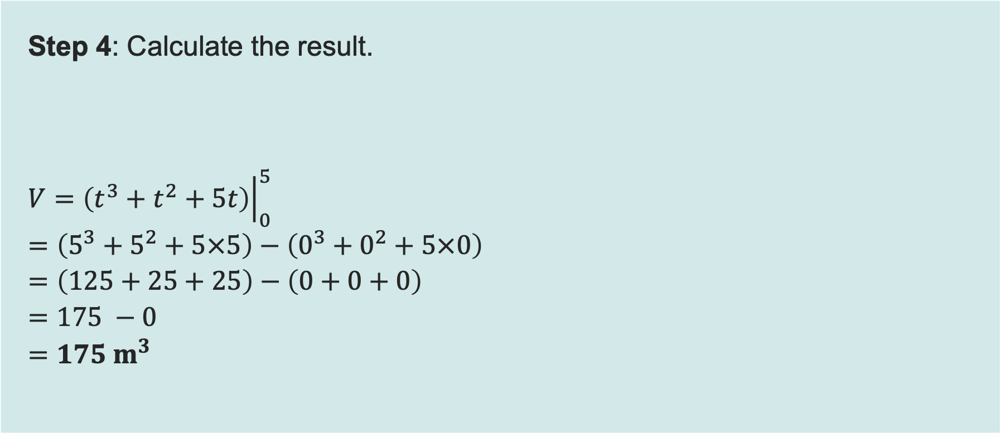 Step 4: Calculate the result.
V = (t³ + t² + 5t)|₀⁵
= (5³ + 5² + 5×5) − (0³ + 0² + 5×0)
= (125 + 25 + 25) − (0 + 0 + 0)
= 175 − 0
= 175 m³